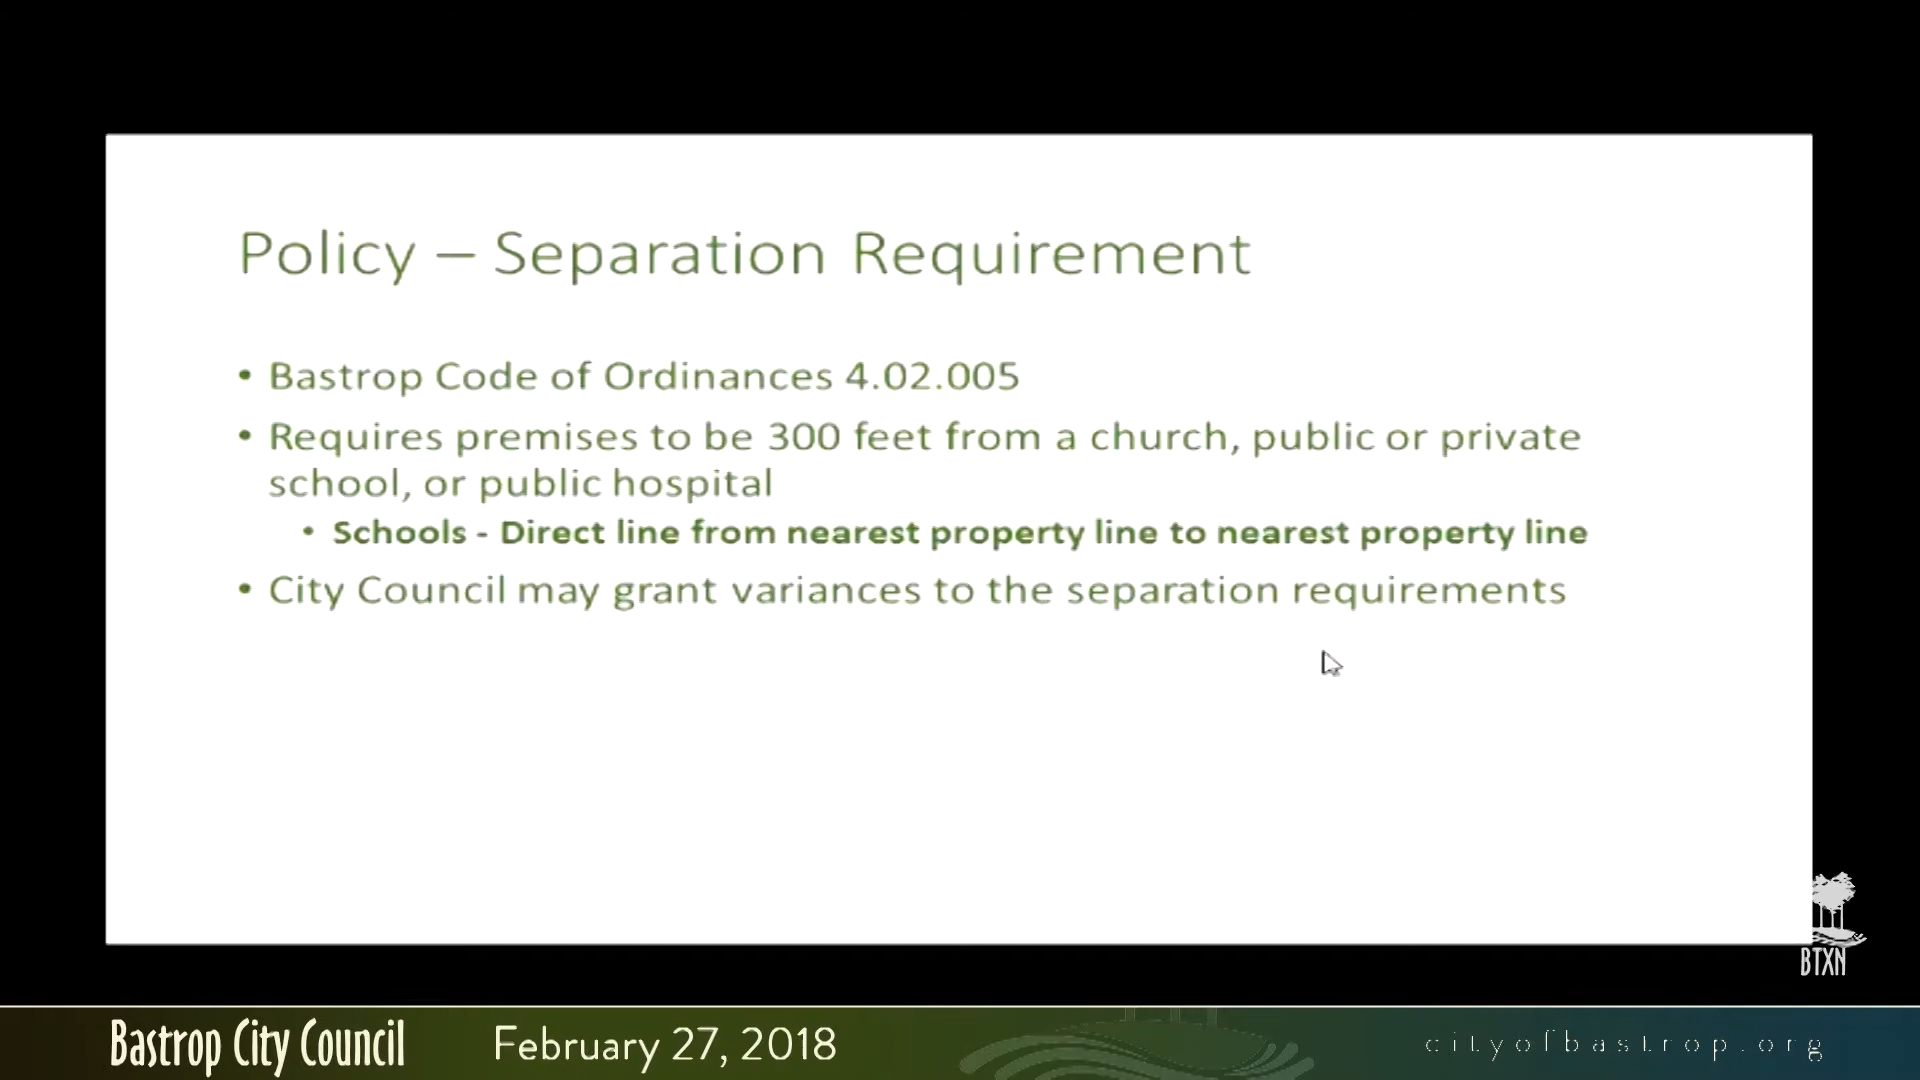 Policy – Separation Requirement
• Bastrop Code of Ordinances 4.02.005
• Requires premises to be 300 feet from a church, public or private
school, or public hospital
• Schools - Direct line from nearest property line to nearest property line
• City Council may grant variances to the separation requirements
BTXN
Bastrop City Council
February 27, 2018
cityofbastrop.org